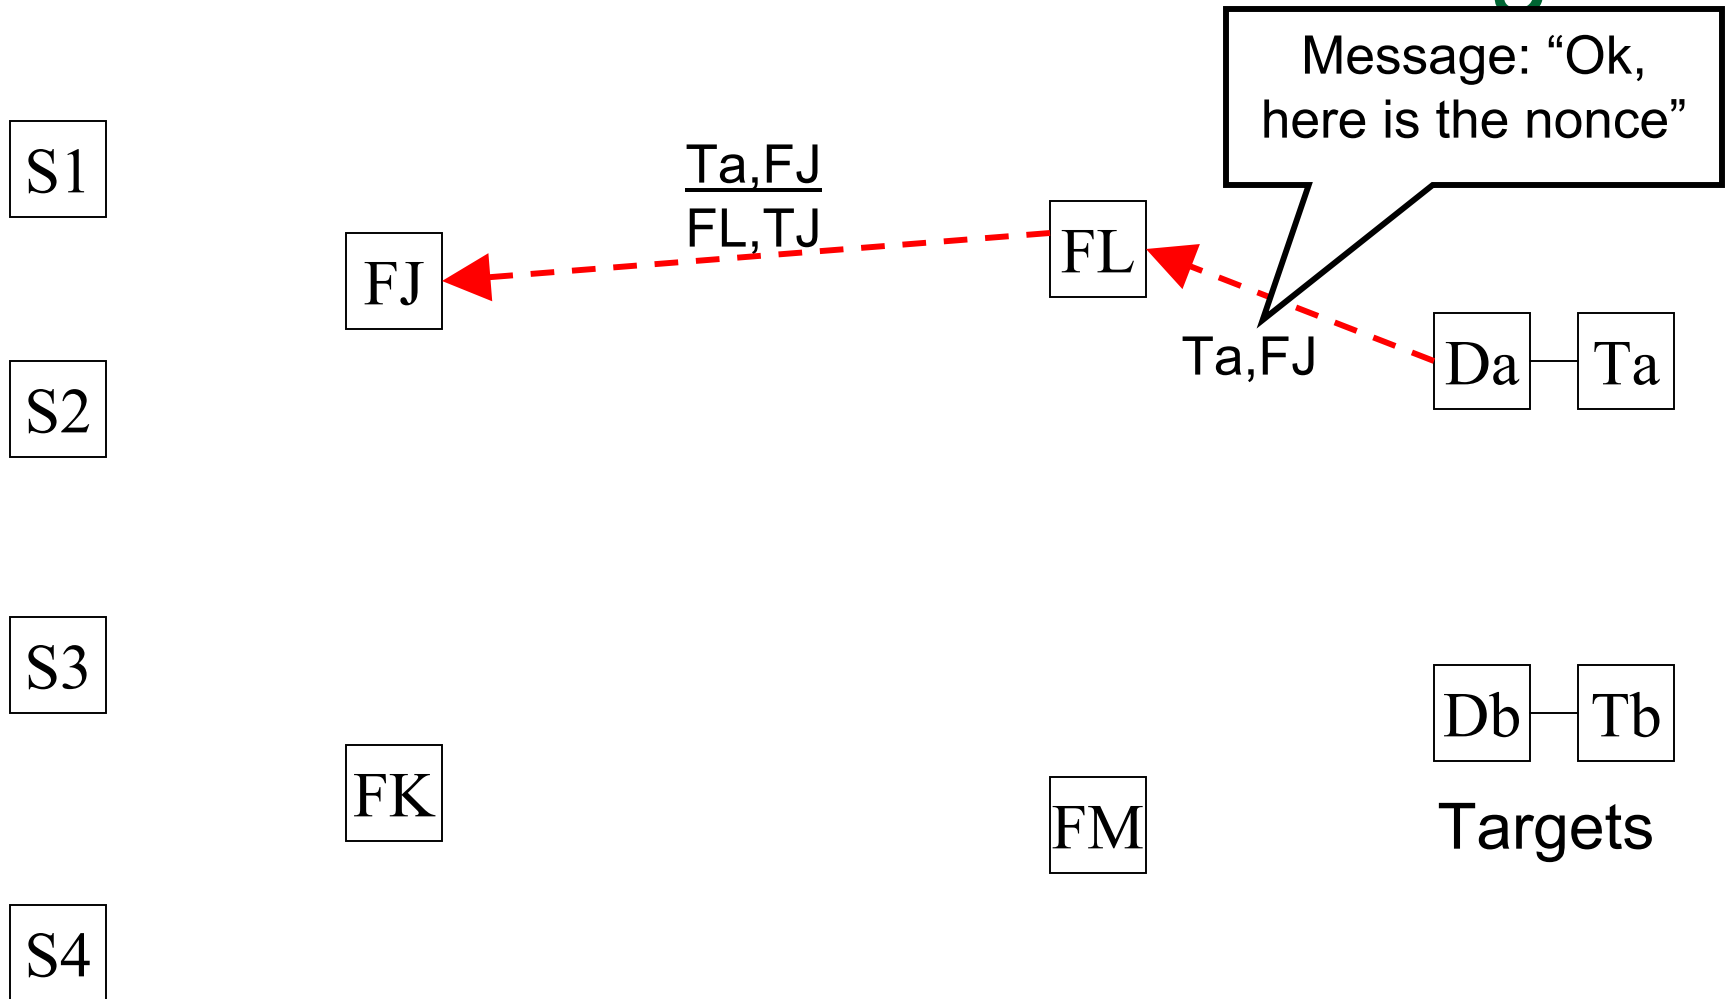 Message: “Ok,
here is the nonce”
S1
Ta,FJ
FL,TJ
FJ
FL
Ta,FJ
Da
Ta
S2
S3
Db
Tb
FK
FM
Targets
S4